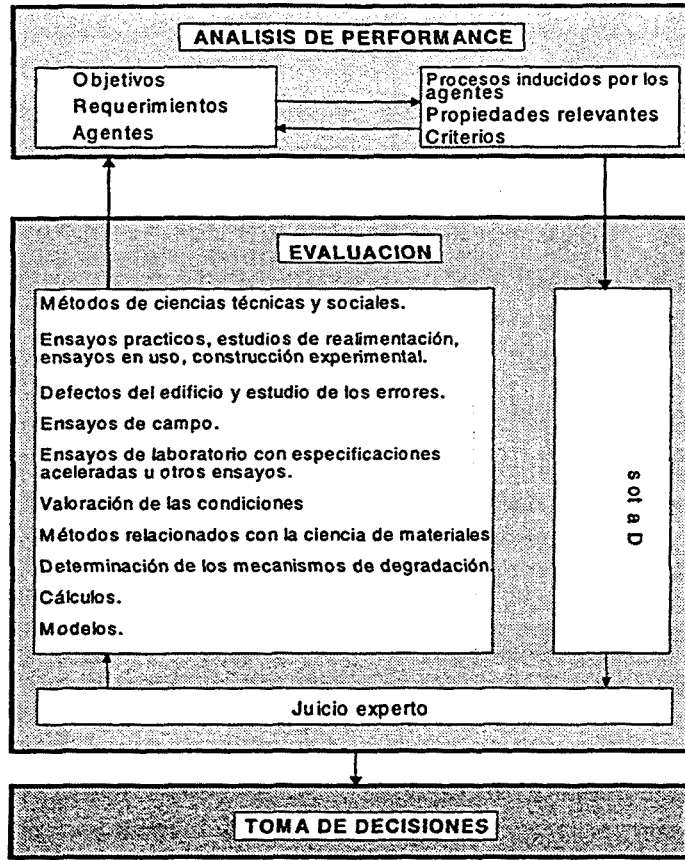 ANALISIS DE PERFORMANCE
Objetivos
Requerimientos
Agentes
Procesos inducidos por los
agentes
Propiedades relevantes
Criterios
EVALUACION
Métodos de ciencias técnicas y sociales.
Ensayos practicos, estudios de realimentación,
ensayos en uso, construcción experimental.
Defectos del edificio y estudio de los errores.
Ensayos de campo.
Ensayos de laboratorio con especificaciones
aceleradas u otros ensayos.
Valoración de las condiciones
Métodos relacionados con la ciencia de materiales
Determinación de los mecanismos de degradación.
Cálculos.
Modelos.
Datos
Juicio experto
TOMA DE DECISIONES